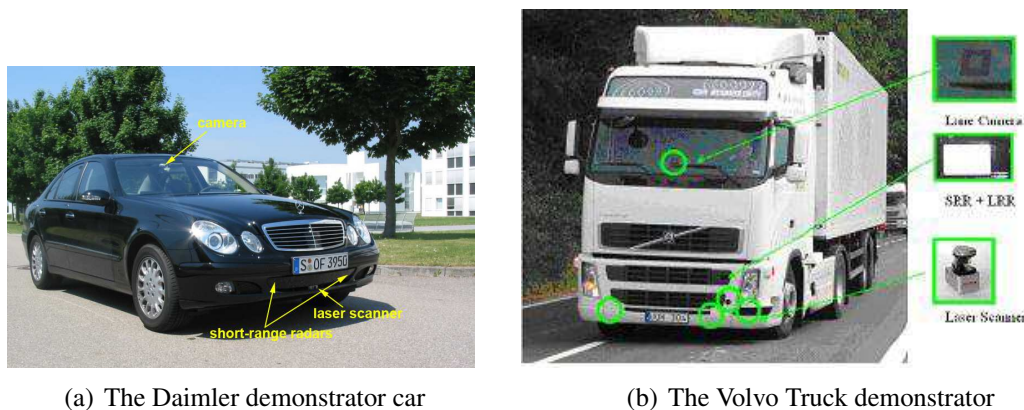 camera
S OF 3950
laser scanner
short-range radars
Lane Camera
SRR + LRR
Laser Scanner
(a) The Daimler demonstrator car
(b) The Volvo Truck demonstrator